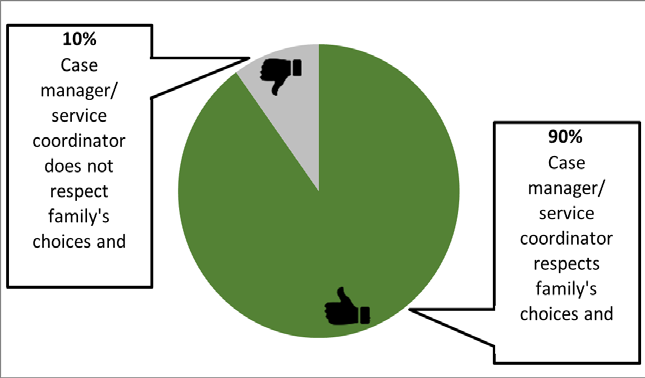 10%
Case
manager/
service
coordinator
does not
respect
family's
choices and
90%
Case
manager/
service
coordinator
respects
family's
choices and